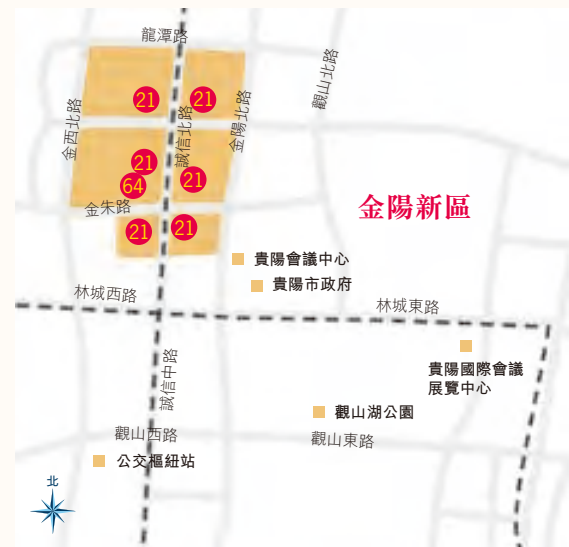 龍潭路
觀山北路
21
21
金西北路
誠信北路
金陽北路
21
64
21
金朱路
21
21
金陽新區
貴陽會議中心
貴陽市政府
林城西路
林城東路
貴陽國際會議
展覽中心
誠信中路
觀山湖公園
觀山西路
觀山東路
公交樞紐站
北